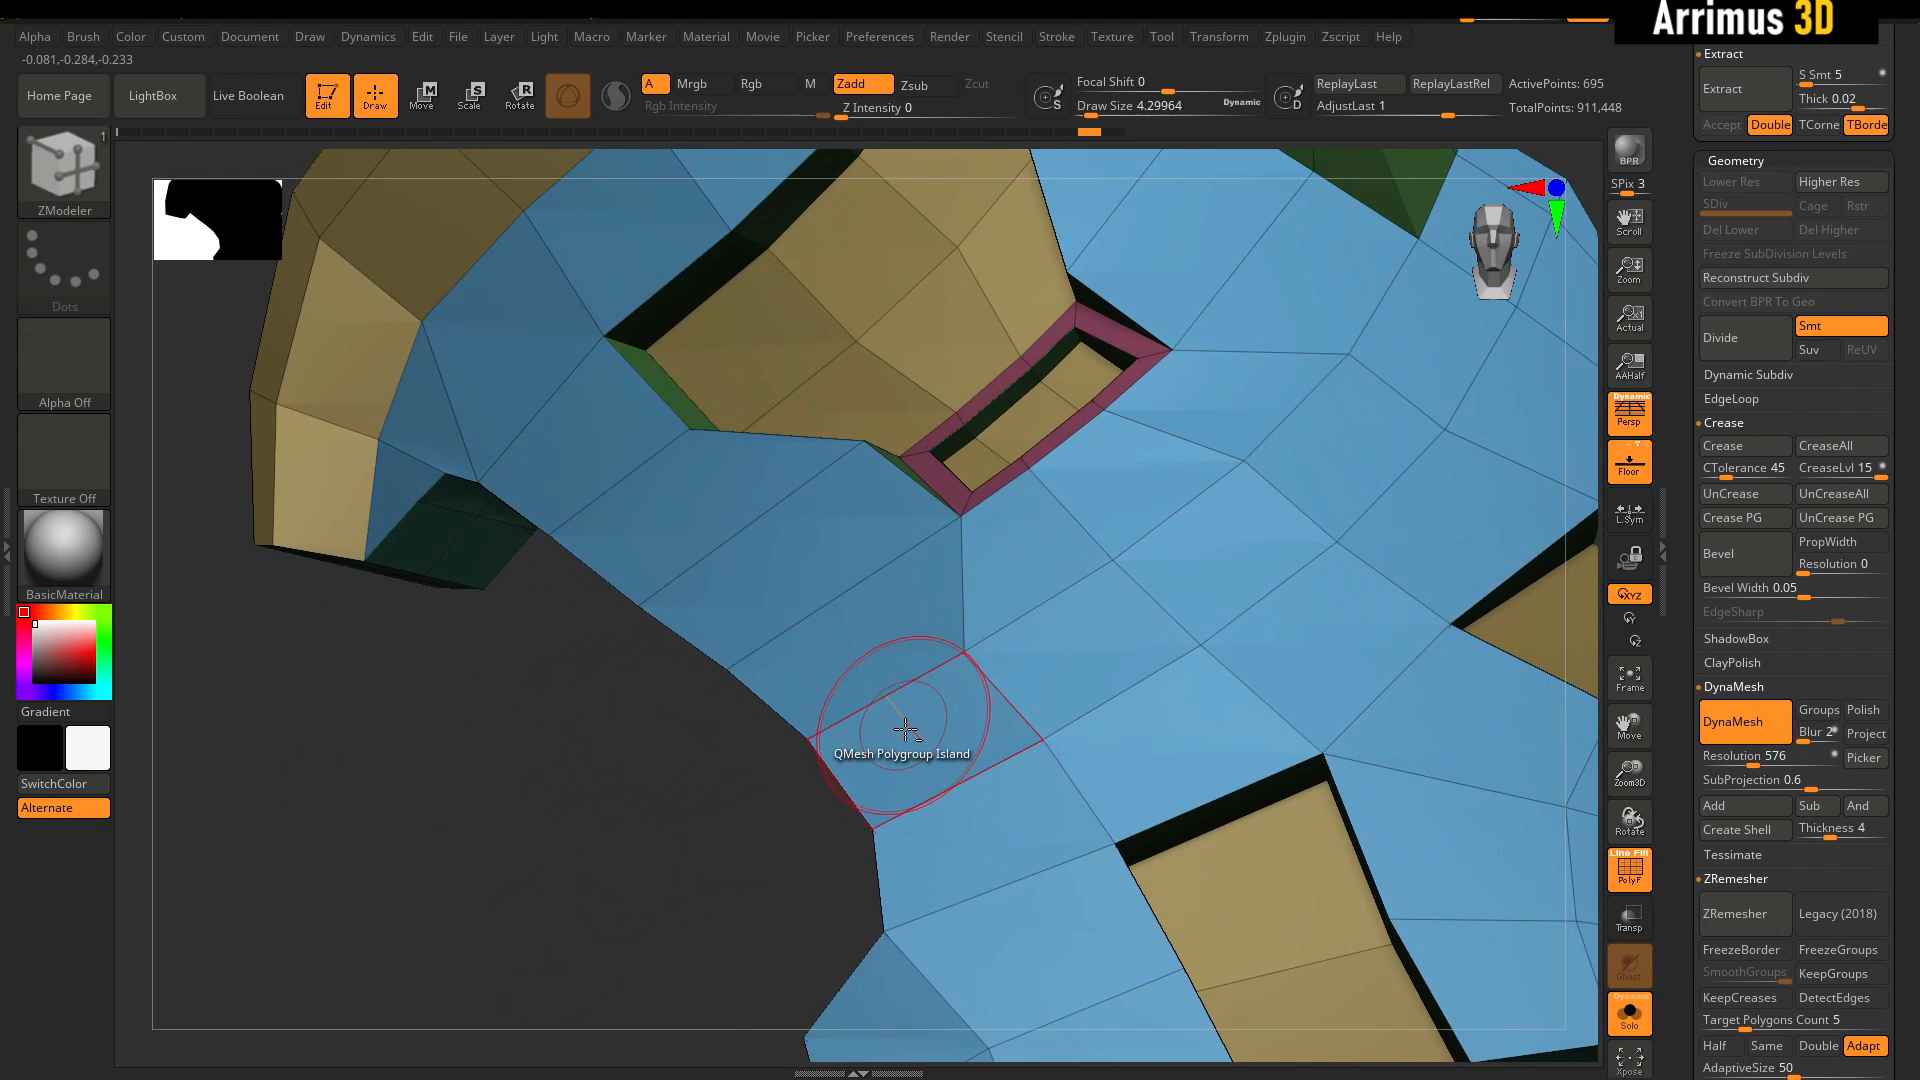 Arrimus 3D
Alpha Brush Color Custom Document Draw Dynamics Edit File Layer Light Macro Marker Material Movie Picker Preferences Render Stencil Stroke Texture Tool Transform Zplugin Zscript Help
-0.081,-0.284,-0.233
Home Page LightBox Live Boolean Edit Draw Move Scale Rotate
A Mrgb Rgb M Zadd Zsub Zcut
Rgb Intensity Z Intensity 0
Focal Shift 0
Draw Size 4.29964 Dynamic
ReplayLast ReplayLastRel ActivePoints: 695
AdjustLast 1 TotalPoints: 911,448
1
ZModeler
Dots
Alpha Off
Texture Off
BasicMaterial
Gradient
SwitchColor
Alternate
QMesh Polygroup Island
BPR
SPix 3
Scroll
Zoom
Actual
AAHalf
Dynamic
Persp
Floor
L.Sym
XYZ
Frame
Move
Zoom3D
Rotate
Line Fill
PolyF
Transp
Ghost
Dynamic
Solo
Xpose
Extract
Extract S Smt 5
Thick 0.02
Accept Double TCorne TBorde
Geometry
Lower Res Higher Res
SDiv Cage Rstr
Del Lower Del Higher
Freeze SubDivision Levels
Reconstruct Subdiv
Convert BPR To Geo
Divide Smt
Suv ReUV
Dynamic Subdiv
EdgeLoop
Crease
Crease CreaseAll
CTolerance 45 CreaseLvl 15
UnCrease UnCreaseAll
Crease PG UnCrease PG
Bevel PropWidth
Resolution 0
Bevel Width 0.05
EdgeSharp
ShadowBox
ClayPolish
DynaMesh
DynaMesh Groups Polish
Blur 2 Project
Resolution 576 Picker
SubProjection 0.6
Add Sub And
Create Shell Thickness 4
Tessimate
ZRemesher
ZRemesher Legacy (2018)
FreezeBorder FreezeGroups
SmoothGroups KeepGroups
KeepCreases DetectEdges
Target Polygons Count 5
Half Same Double Adapt
AdaptiveSize 50